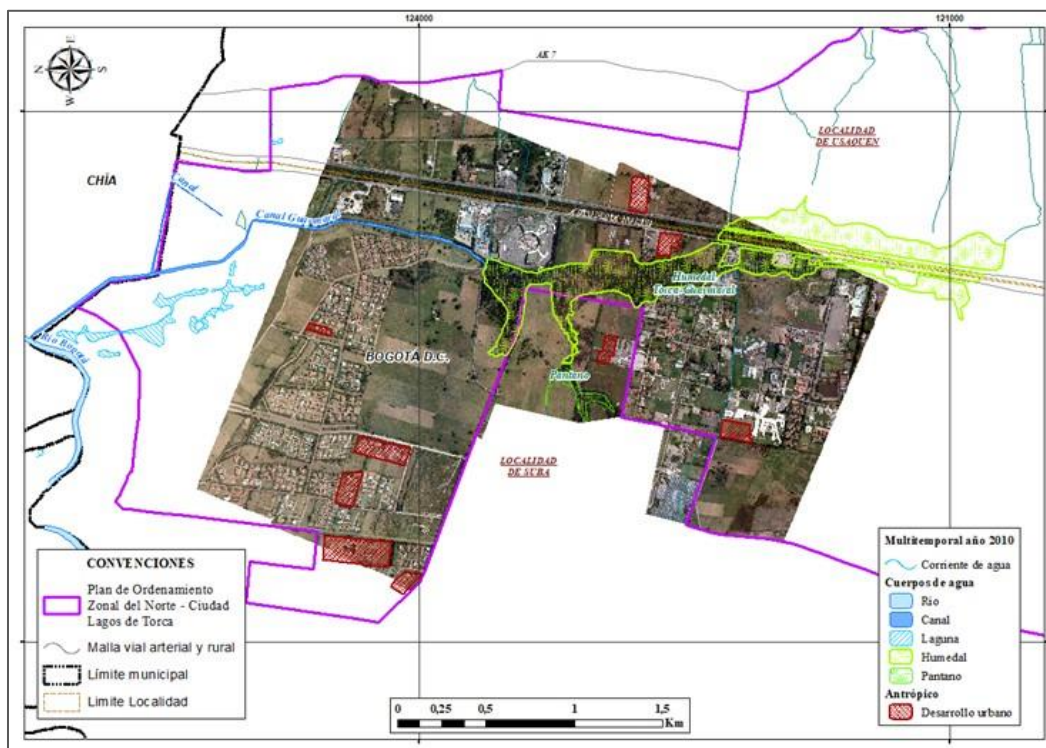 124000
121000
N
E
S
W
AK 7
LOCALIDAD
DE USAQUÉN
CHÍA
Canal
Canal Guaymaral
Humedal
Torca-Guaymaral
Río Bogotá
BOGOTÁ D.C.
Pantano
LOCALIDAD
DE SUBA
CONVENCIONES
Plan de Ordenamiento
Zonal del Norte - Ciudad
Lagos de Torca
Malla vial arterial y rural
Límite municipal
Limite Localidad
0 0,25 0,5 1 1,5
Km
Multitemporal año 2010
Corriente de agua
Cuerpos de agua
Río
Canal
Laguna
Humedal
Pantano
Antrópico
Desarrollo urbano